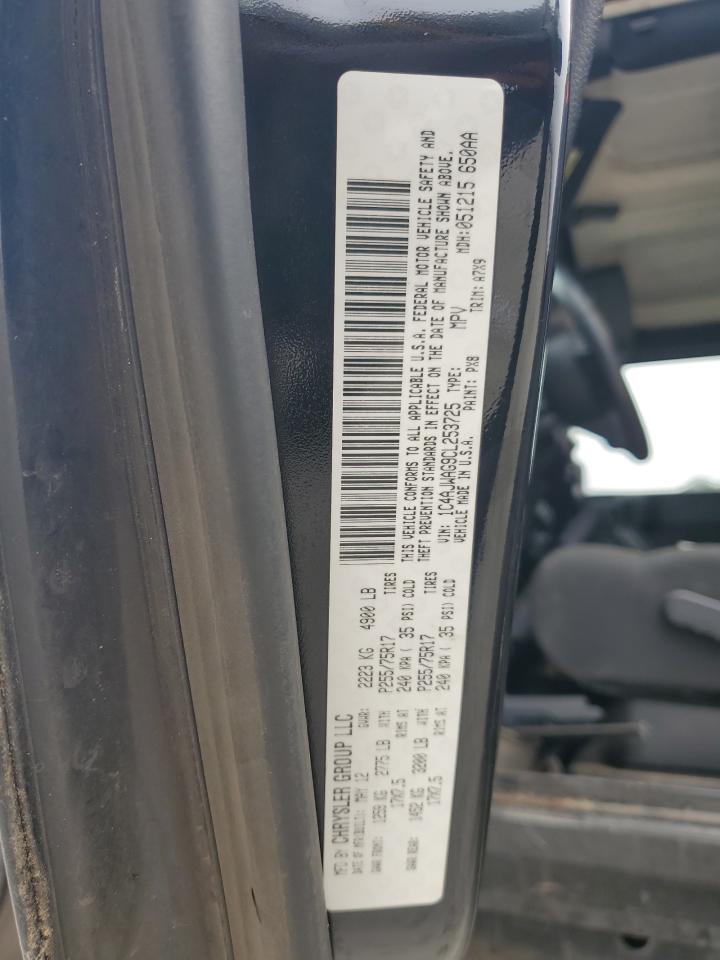 MFD BY CHRYSLER GROUP LLC
DATE OF MFR(BUILT): MAY 12 GVWR: 2223 KG 4900 LB
GAWR FRONT: 1259 KG 2775 LB WITH P255/75R17 TIRES
17X7.5 RIMS AT 240 KPA ( 35 PSI) COLD
GAWR REAR: 1452 KG 3200 LB WITH P255/75R17 TIRES
17X7.5 RIMS AT 240 KPA ( 35 PSI) COLD
THIS VEHICLE CONFORMS TO ALL APPLICABLE U.S.A. FEDERAL MOTOR VEHICLE SAFETY AND
THEFT PREVENTION STANDARDS IN EFFECT ON THE DATE OF MANUFACTURE SHOWN ABOVE.
VIN: 1C4AJWAG9CL253725 TYPE: MPV MDH:051215 650AA
VEHICLE MADE IN U.S.A. PAINT: PX8 TRIM: A7X9